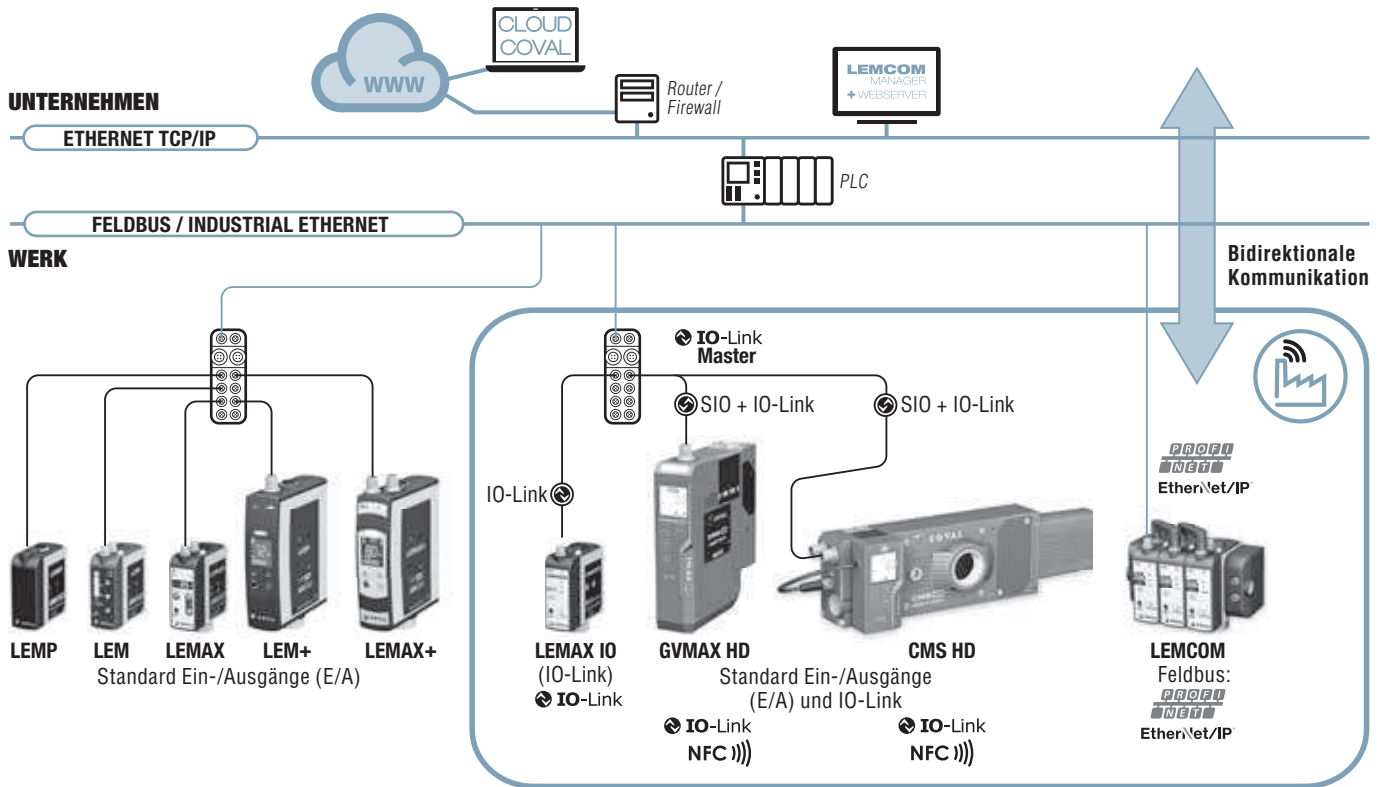 CLOUD
COVAL
WWW
Router /
Firewall
LEMCOM
MANAGER
+WEBSERVER
UNTERNEHMEN
ETHERNET TCP/IP
PLC
FELDBUS / INDUSTRIAL ETHERNET
WERK
Bidirektionale
Kommunikation
IO-Link
Master
SIO + IO-Link
SIO + IO-Link
IO-Link
PROFI
NET
EtherNet/IP
COVAL
LEMP
LEM
LEMAX
LEM+
LEMAX+
Standard Ein-/Ausgänge (E/A)
LEMAX IO
(IO-Link)
IO-Link
GVMAX HD
CMS HD
Standard Ein-/Ausgänge
(E/A) und IO-Link
IO-Link
NFC
IO-Link
NFC
LEMCOM
Feldbus:
PROFI
NET
EtherNet/IP